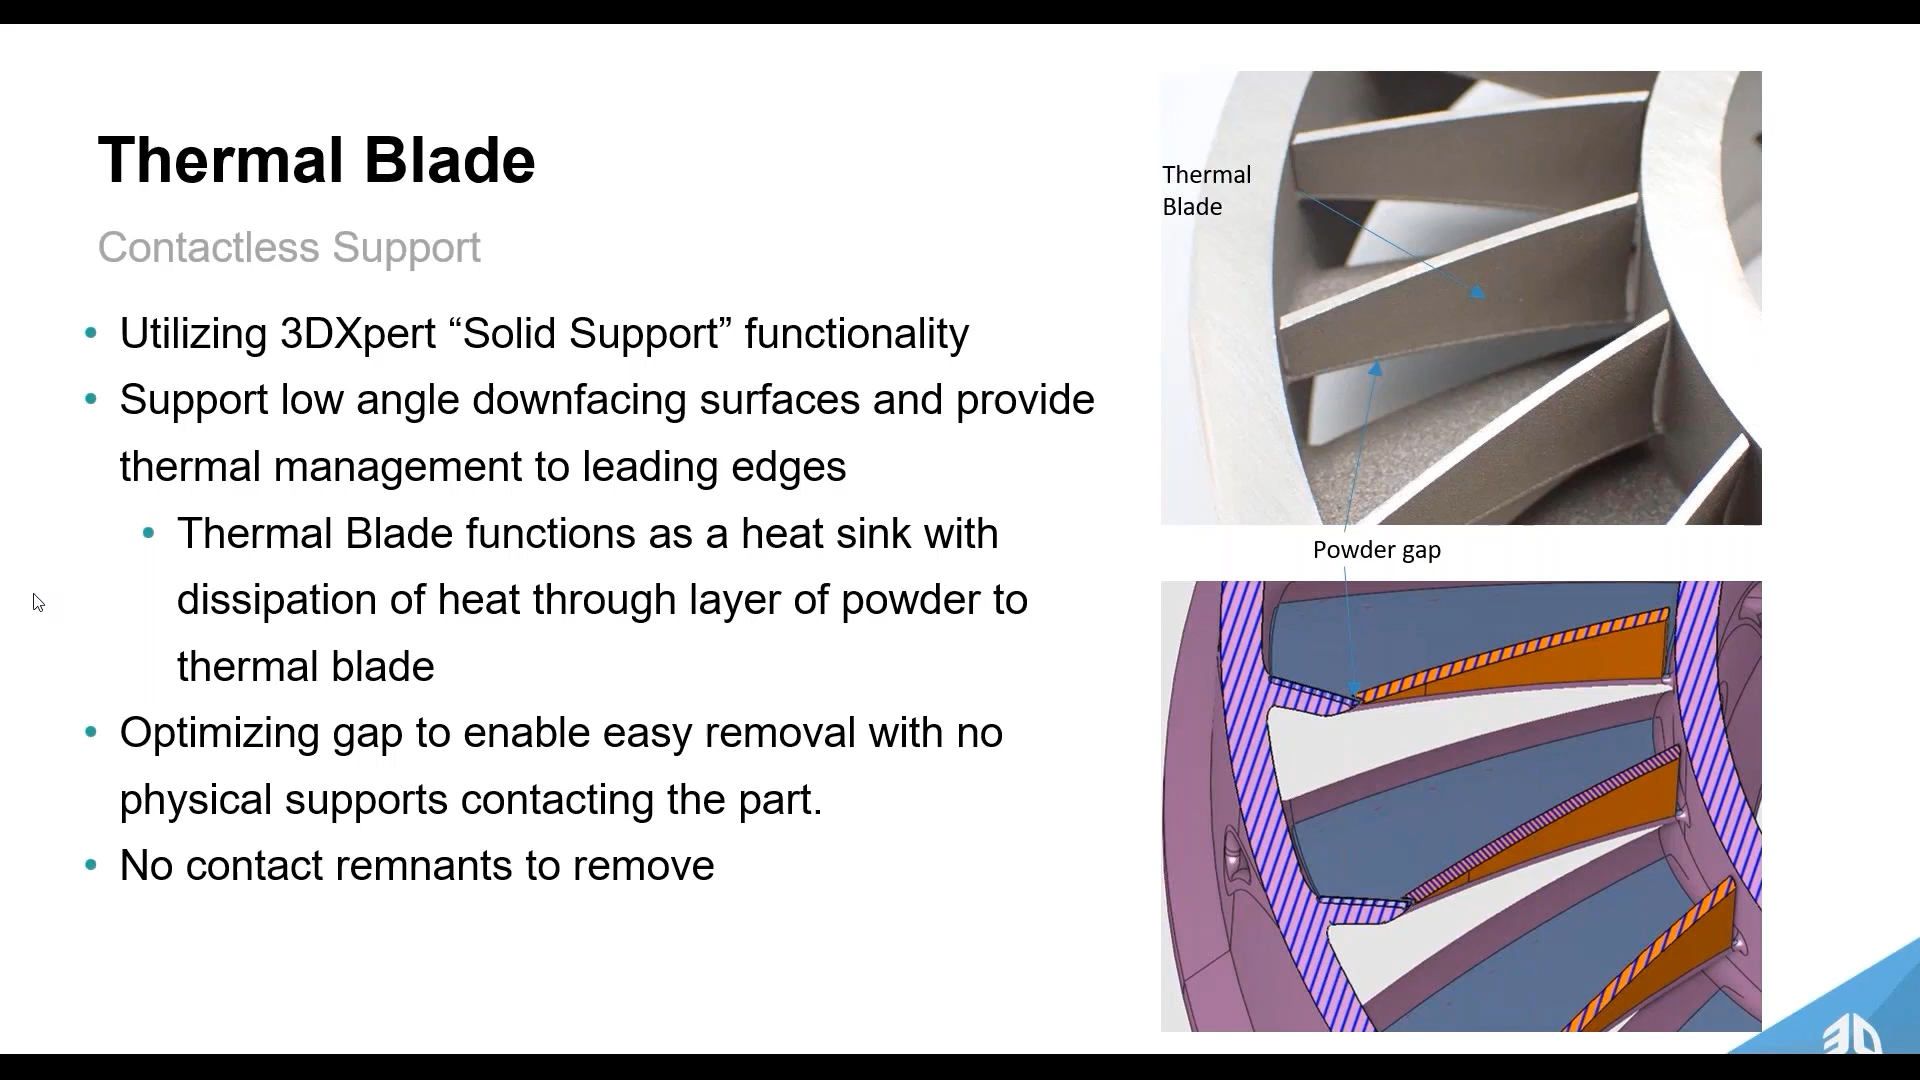 Thermal Blade
Contactless Support
• Utilizing 3DXpert “Solid Support” functionality
• Support low angle downfacing surfaces and provide
thermal management to leading edges
• Thermal Blade functions as a heat sink with
dissipation of heat through layer of powder to
thermal blade
• Optimizing gap to enable easy removal with no
physical supports contacting the part.
• No contact remnants to remove
Thermal
Blade
Powder gap
3D